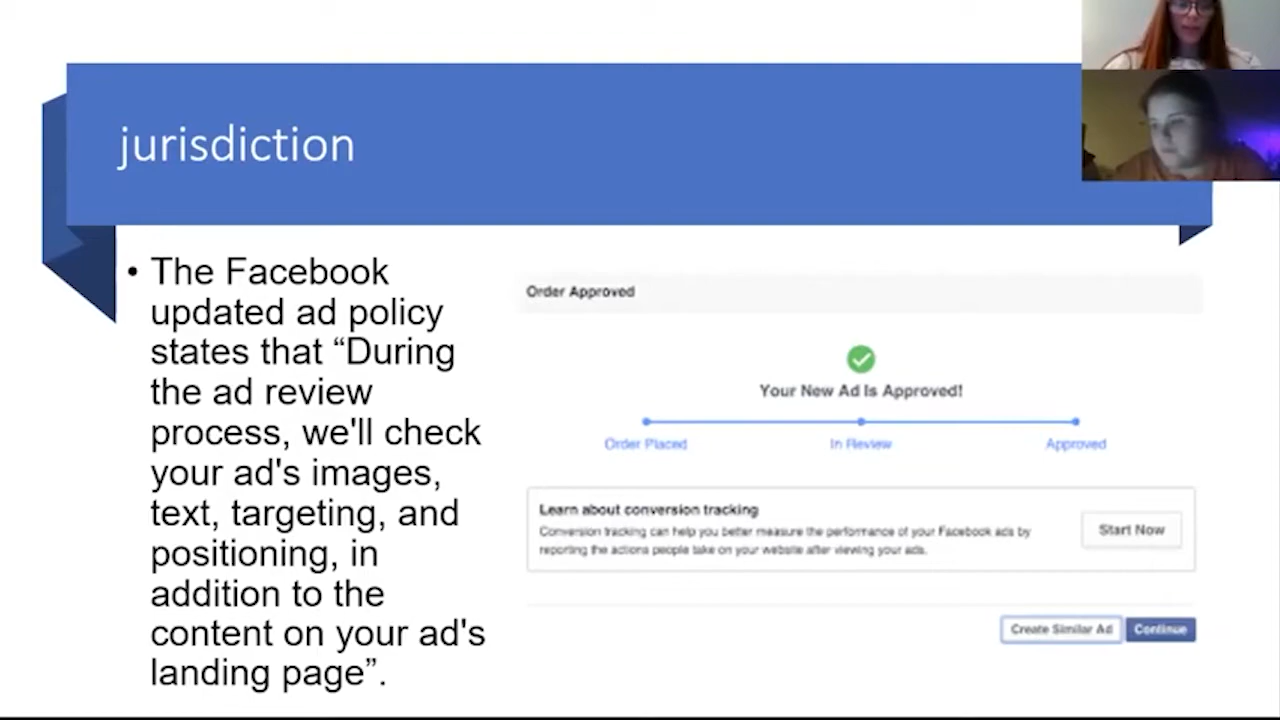 jurisdiction
• The Facebook
updated ad policy
states that “During
the ad review
process, we'll check
your ad's images,
text, targeting, and
positioning, in
addition to the
content on your ad's
landing page”.
Order Approved
Your New Ad Is Approved!
Order Placed In Review Approved
Learn about conversion tracking
Conversion tracking can help you better measure the performance of your Facebook ads by
reporting the actions people take on your website after viewing your ads.
Start Now
Create Similar Ad Continue